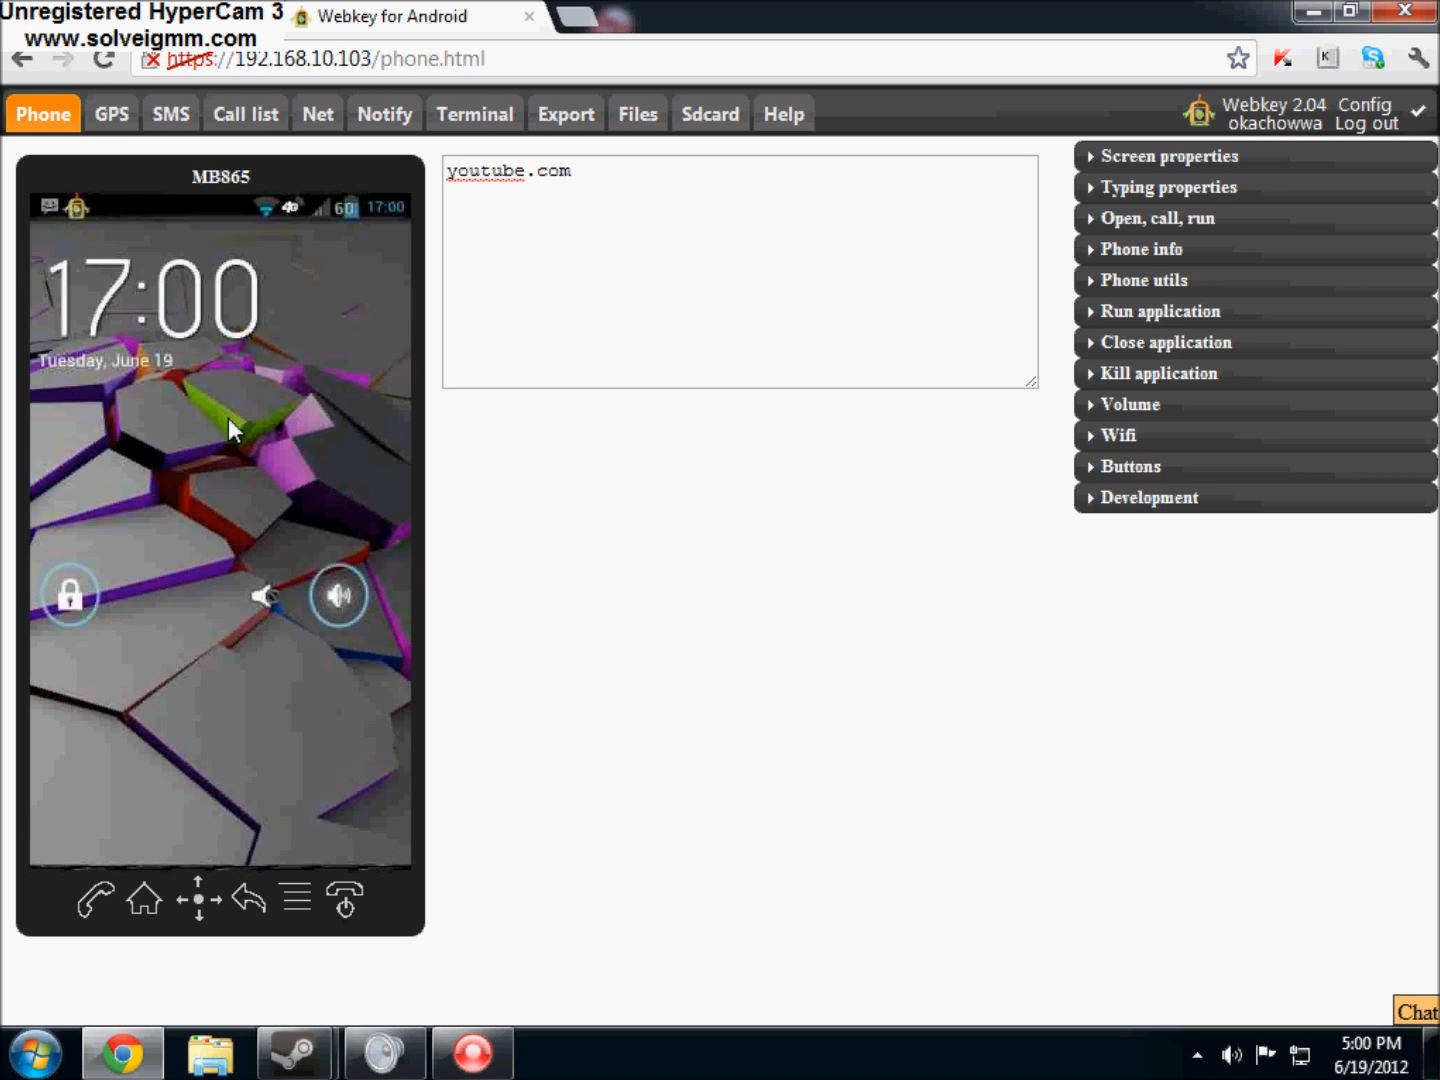 Unregistered HyperCam 3
www.solveigmm.com
Webkey for Android
https://192.168.10.103/phone.html
Phone GPS SMS Call list Net Notify Terminal Export Files Sdcard Help
Webkey 2.04 Config
okachowwa Log out
MB865
4G 60 17:00
17:00
Tuesday, June 19
youtube.com
Screen properties
Typing properties
Open, call, run
Phone info
Phone utils
Run application
Close application
Kill application
Volume
Wifi
Buttons
Development
Chat
5:00 PM
6/19/2012